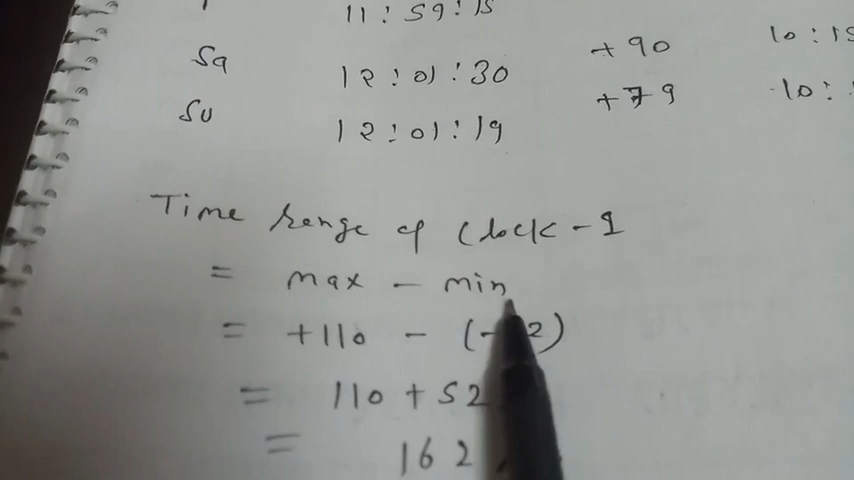 11:59:15
Sa 12:01:30 +90 10:15
Su 12:01:19 +79 10:
Time range of Clock-1
= max - min
= +110 - (- 2)
= 110 + 52
= 162